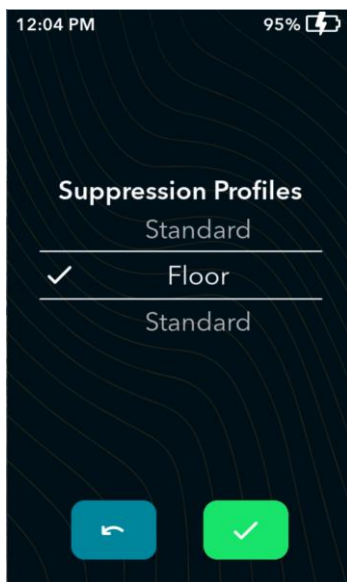 12:04 PM 95%
Suppression Profiles
Standard
Floor
Standard